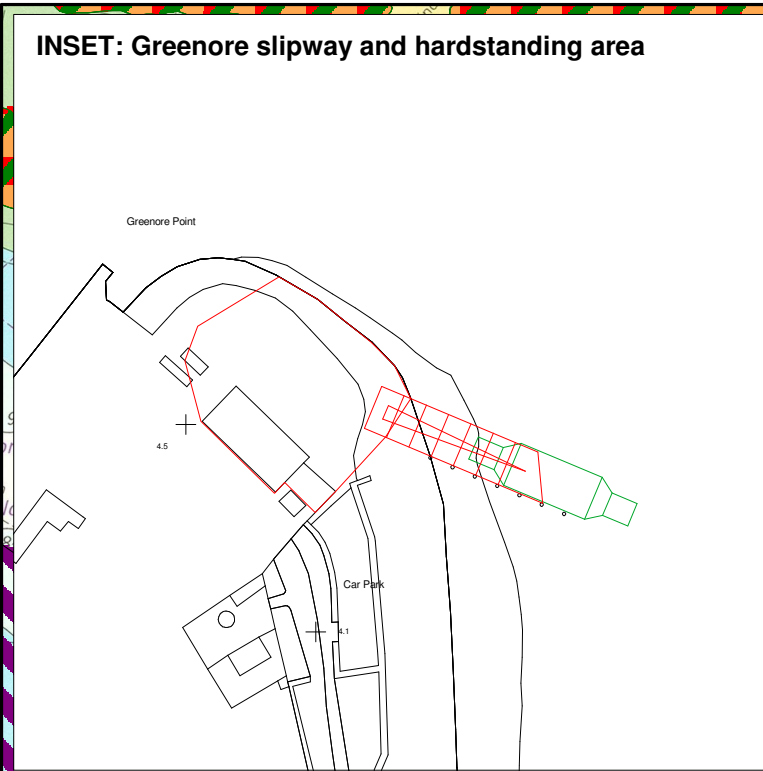 INSET: Greenore slipway and hardstanding area
Greenore Point
4.5
Car Park
4.1